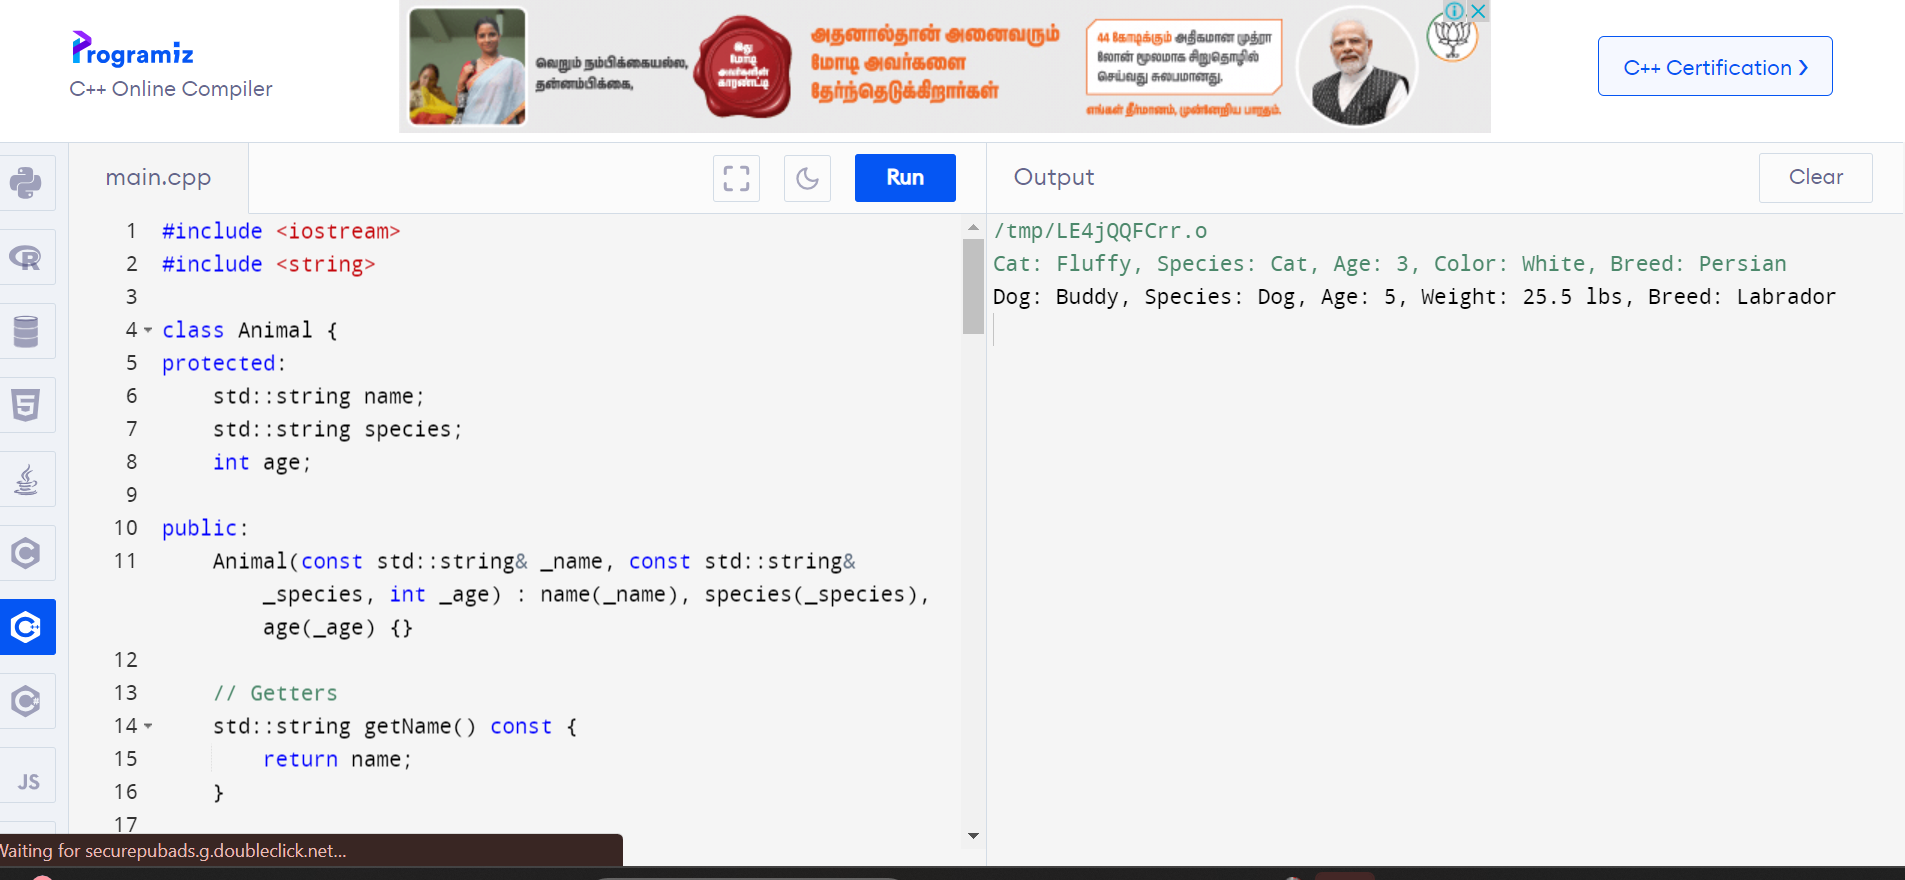 Programiz
C++ Online Compiler
வெறும் நம்பிக்கையல்ல,
தன்னம்பிக்கை,
இது
மோடி
அவர்களின்
காரண்ட்டி
அதனால்தான் அனைவரும்
மோடி அவர்களை
தேர்ந்தெடுக்கிறார்கள்
44 கோடிக்கும் அதிகமான முத்ரா
லோன் மூலமாக சிறுதொழில்
செய்வது சுலபமானது.
எங்கள் தீர்மானம், முன்னேறிய பாரதம்.
C++ Certification ❯
main.cpp
Run
Output
Clear
JS
1 #include <iostream>
2 #include <string>
3
4 class Animal {
5 protected:
6 std::string name;
7 std::string species;
8 int age;
9
10 public:
11 Animal(const std::string& _name, const std::string&
_species, int _age) : name(_name), species(_species),
age(_age) {}
12
13 // Getters
14 std::string getName() const {
15 return name;
16 }
17
/tmp/LE4jQQFCrr.o
Cat: Fluffy, Species: Cat, Age: 3, Color: White, Breed: Persian
Dog: Buddy, Species: Dog, Age: 5, Weight: 25.5 lbs, Breed: Labrador
Waiting for securepubads.g.doubleclick.net...